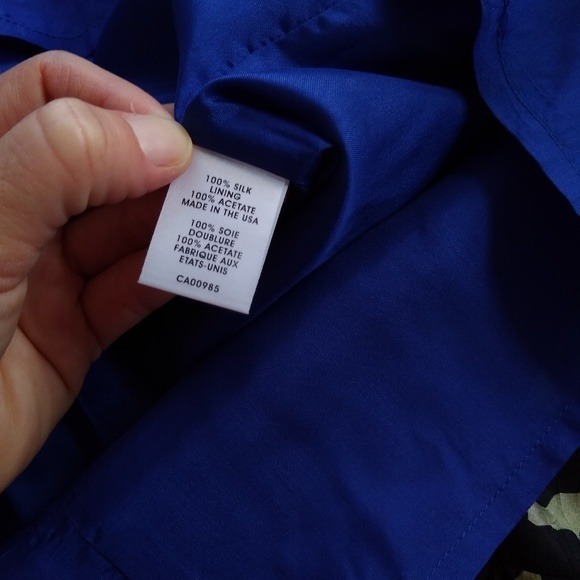 100% SILK
LINING
100% ACETATE
MADE IN THE USA
100% SOIE
DOUBLURE
100% ACETATE
FABRIQUE AUX
ETATS-UNIS
CA00985